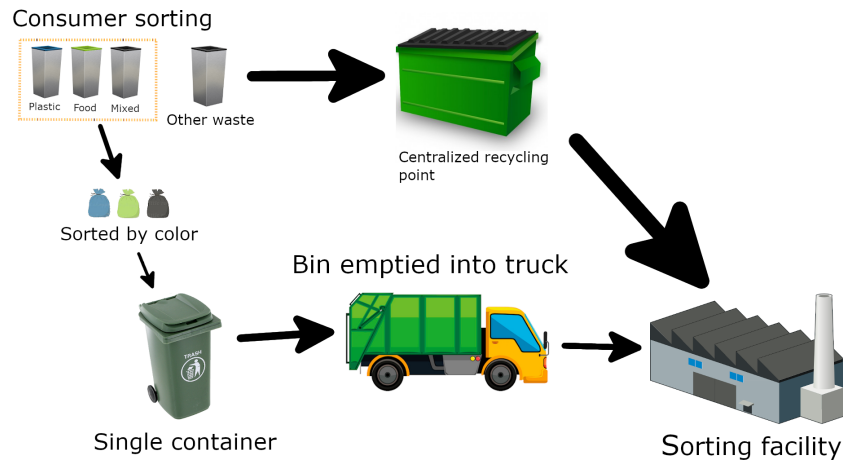 Consumer sorting
Plastic
Food
Mixed
Other waste
Centralized recycling
point
Sorted by color
Bin emptied into truck
TRASH
Single container
Sorting facility